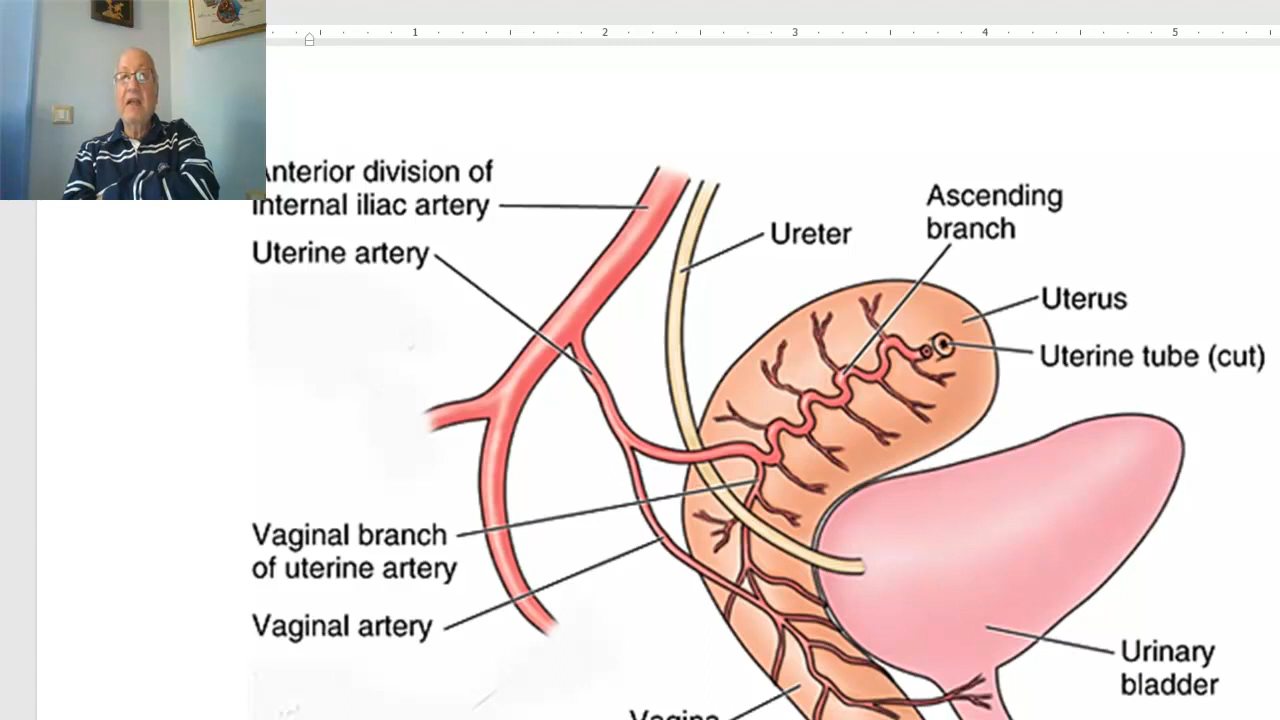 1 2 3 4 5
Anterior division of
internal iliac artery
Uterine artery
Ureter
Ascending
branch
Uterus
Uterine tube (cut)
Vaginal branch
of uterine artery
Vaginal artery
Urinary
bladder
Vagina